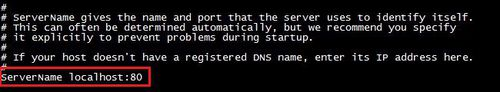 #
# ServerName gives the name and port that the server uses to identify itself.
# This can often be determined automatically, but we recommend you specify
# it explicitly to prevent problems during startup.
#
# If your host doesn't have a registered DNS name, enter its IP address here.
#
ServerName localhost:80